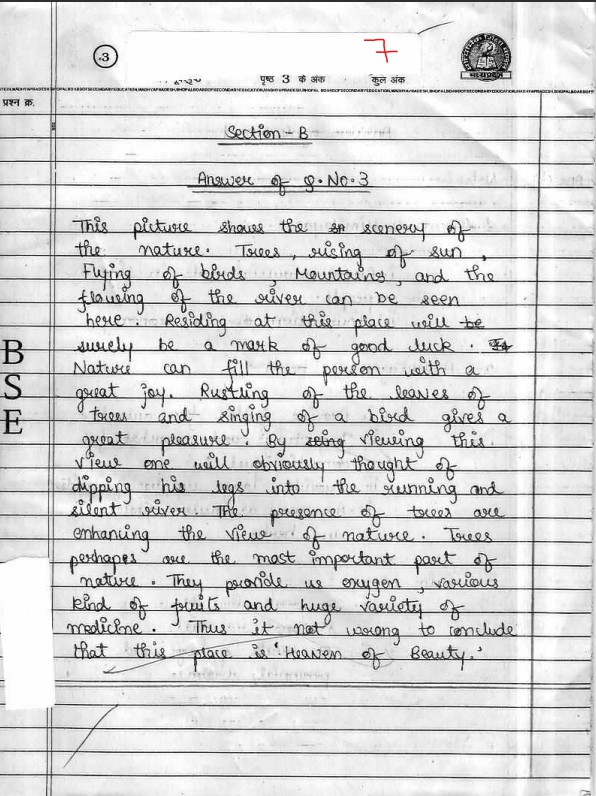 3
7
पृष्ठ 3 के अंक
कुल अंक
मध्यप्रदेश
प्रश्न क्र.
Section - B
Answer of Q. No. 3
This picture shows the scenery of
the nature. Trees, rising of sun,
Flying of birds, Mountains, and the
flowing of the river can be seen
here. Residing at this place will be
surely be a mark of good luck.
Nature can fill the person with a
great joy. Rustling of the leaves of
trees and singing of a bird gives a
great pleasure. By seing viewing this
view one will obviously thought of
dipping his legs into the running and
silent river. The presence of trees are
enhancing the view of nature. Trees
perhapes are the most important part of
nature. They provide us oxygen, various
kind of fruits and huge variety of
medicine. Thus it not wrong to conclude
that this place is 'Heaven of Beauty.'
B
S
E